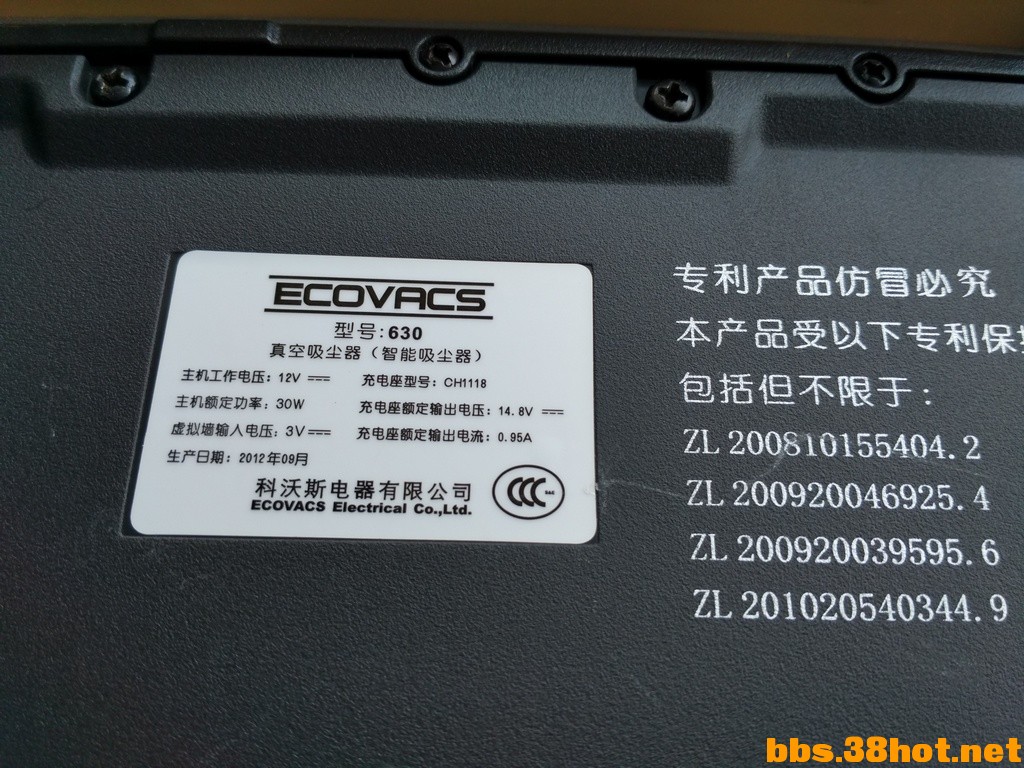 ECOVACS
型号:630
真空吸尘器（智能吸尘器）
主机工作电压：12V
充电座型号：CH1118
主机额定功率：30W
充电座额定输出电压：14.8V
虚拟墙输入电压：3V
充电座额定输出电流：0.95A
生产日期：2012年09月
科沃斯电器有限公司
ECOVACS Electrical Co.,Ltd.
CCC
专利产品仿冒必究
本产品受以下专利保
包括但不限于：
ZL 200810155404.2
ZL 200920046925.4
ZL 200920039595.6
ZL 201020540344.9
bbs.38hot.net